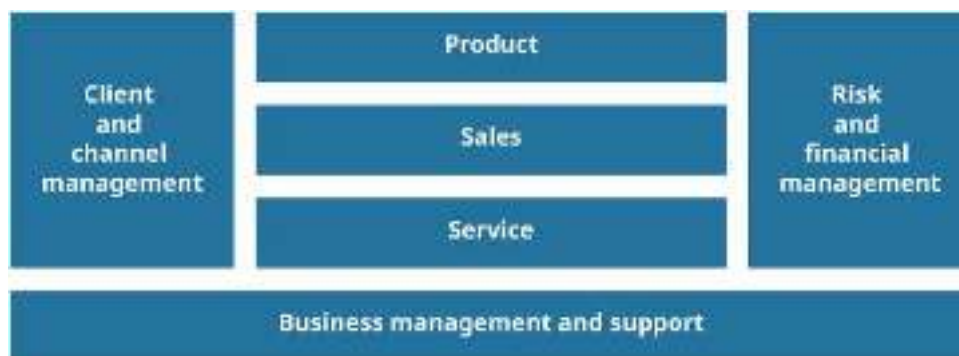 Client
and
channel
management
Product
Sales
Service
Risk
and
financial
management
Business management and support